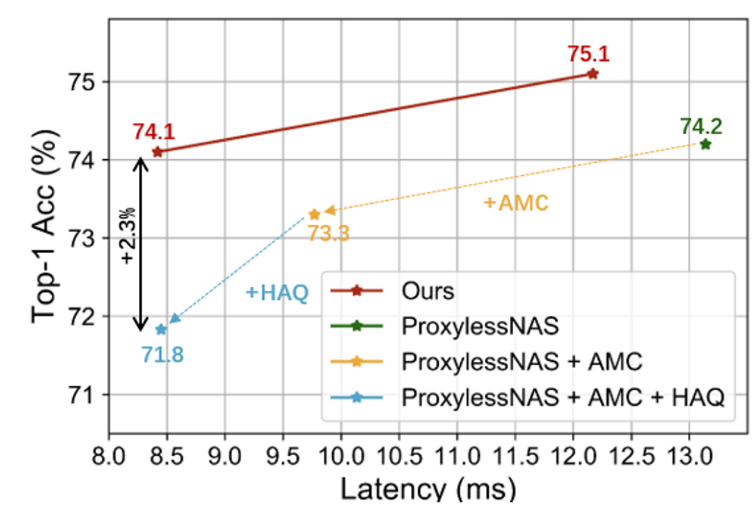 75.1
75
74.1
74.2
74
+AMC
+2.3%
73.3
73
+HAQ
Ours
72
ProxylessNAS
71.8
ProxylessNAS + AMC
71
ProxylessNAS + AMC + HAQ
Top-1 Acc (%)
8.0 8.5 9.0 9.5 10.0 10.5 11.0 11.5 12.0 12.5 13.0
Latency (ms)